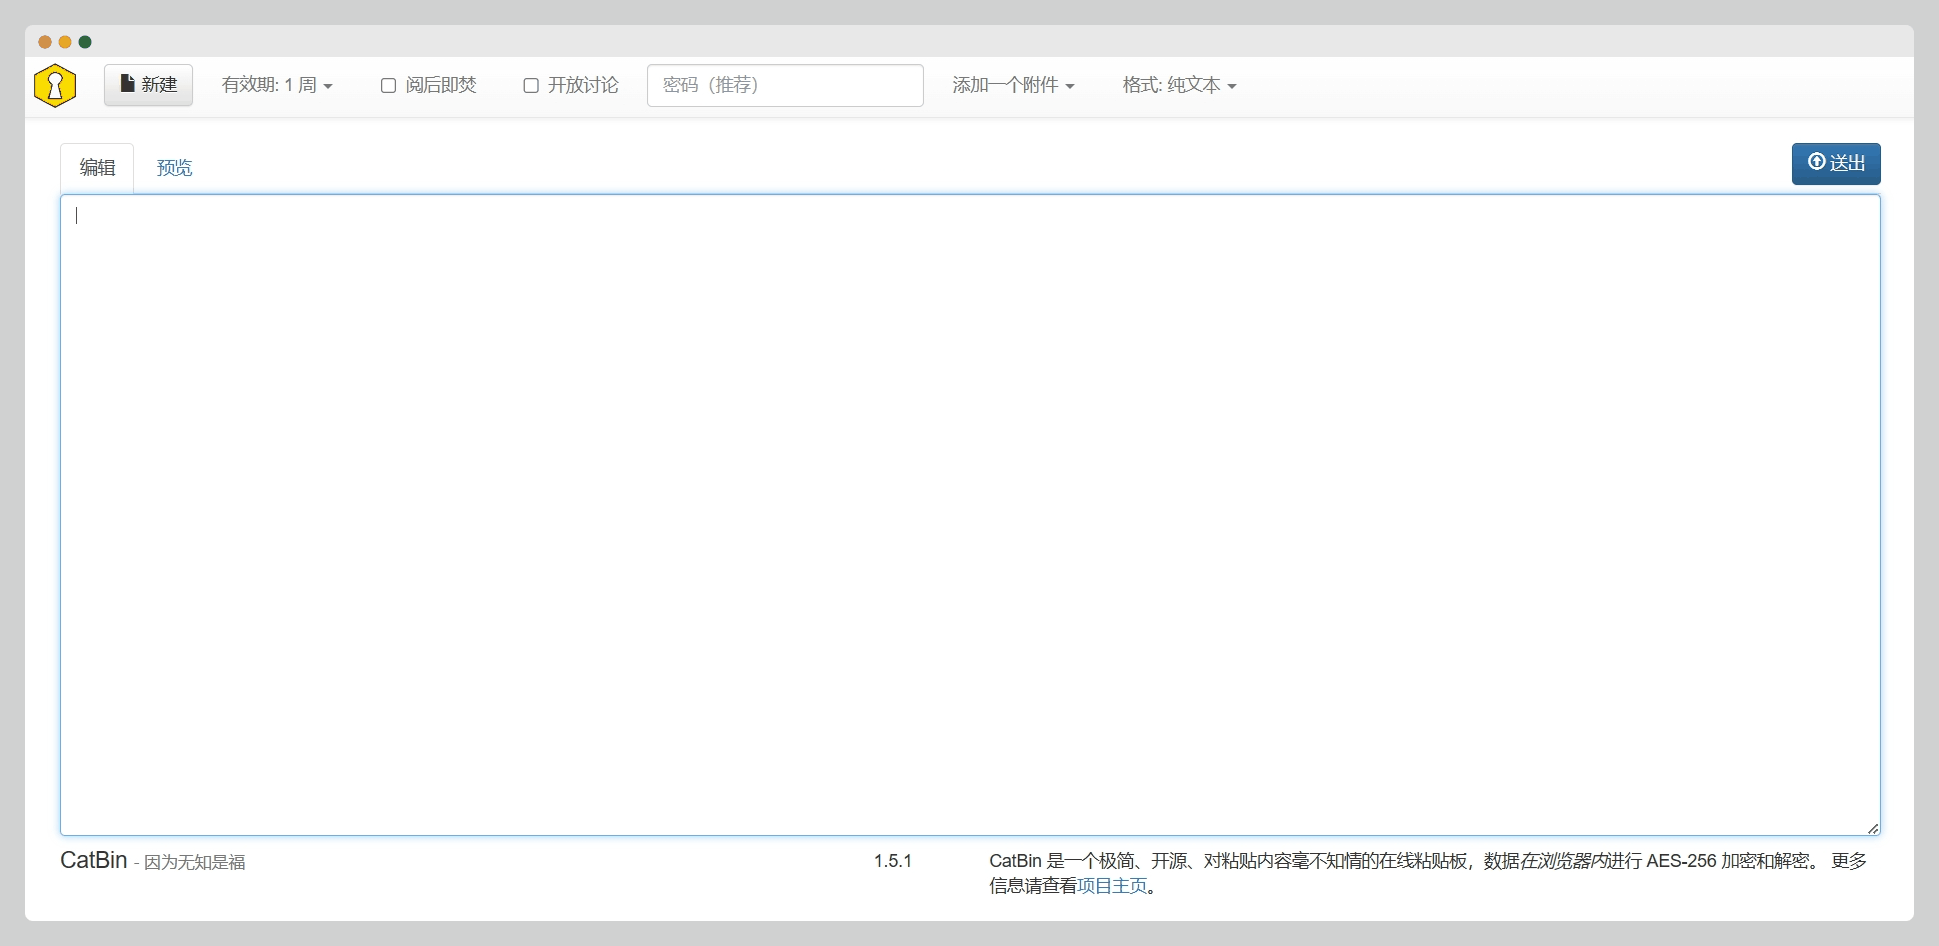 新建 有效期: 1 周 阅后即焚 开放讨论 密码（推荐） 添加一个附件 格式: 纯文本
编辑 预览 送出
CatBin - 因为无知是福 1.5.1 CatBin 是一个极简、开源、对粘贴内容毫不知情的在线粘贴板，数据在浏览器内进行 AES-256 加密和解密。 更多
信息请查看项目主页。